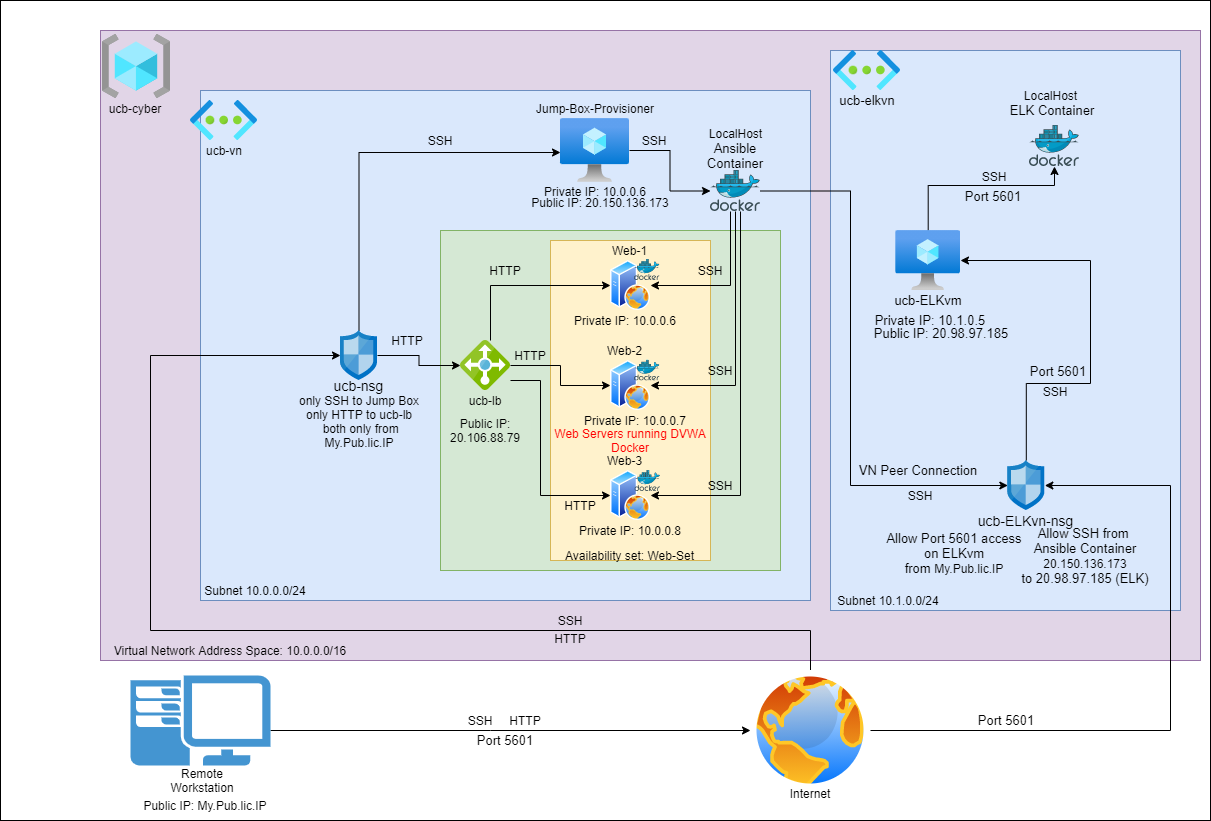 ucb-cyber
ucb-vn
SSH
Jump-Box-Provisioner
SSH
Private IP: 10.0.0.6
Public IP: 20.150.136.173
LocalHost
Ansible
Container
docker
ucb-elkvn
LocalHost
ELK Container
docker
SSH
Port 5601
ucb-ELKvm
Private IP: 10.1.0.5
Public IP: 20.98.97.185
Port 5601
SSH
HTTP
ucb-nsg
only SSH to Jump Box
only HTTP to ucb-lb
both only from
My.Pub.lic.IP
ucb-lb
Public IP:
20.106.88.79
HTTP
HTTP
HTTP
Web-1
docker
SSH
Private IP: 10.0.0.6
Web-2
docker
SSH
Private IP: 10.0.0.7
Web Servers running DVWA
Docker
Web-3
docker
SSH
Private IP: 10.0.0.8
Availability set: Web-Set
VN Peer Connection
SSH
ucb-ELKvn-nsg
Allow Port 5601 access
on ELKvm
from My.Pub.lic.IP
Allow SSH from
Ansible Container
20.150.136.173
to 20.98.97.185 (ELK)
Subnet 10.0.0.0/24
Subnet 10.1.0.0/24
SSH
HTTP
Virtual Network Address Space: 10.0.0.0/16
SSH HTTP
Port 5601
Port 5601
Remote
Workstation
Public IP: My.Pub.lic.IP
Internet